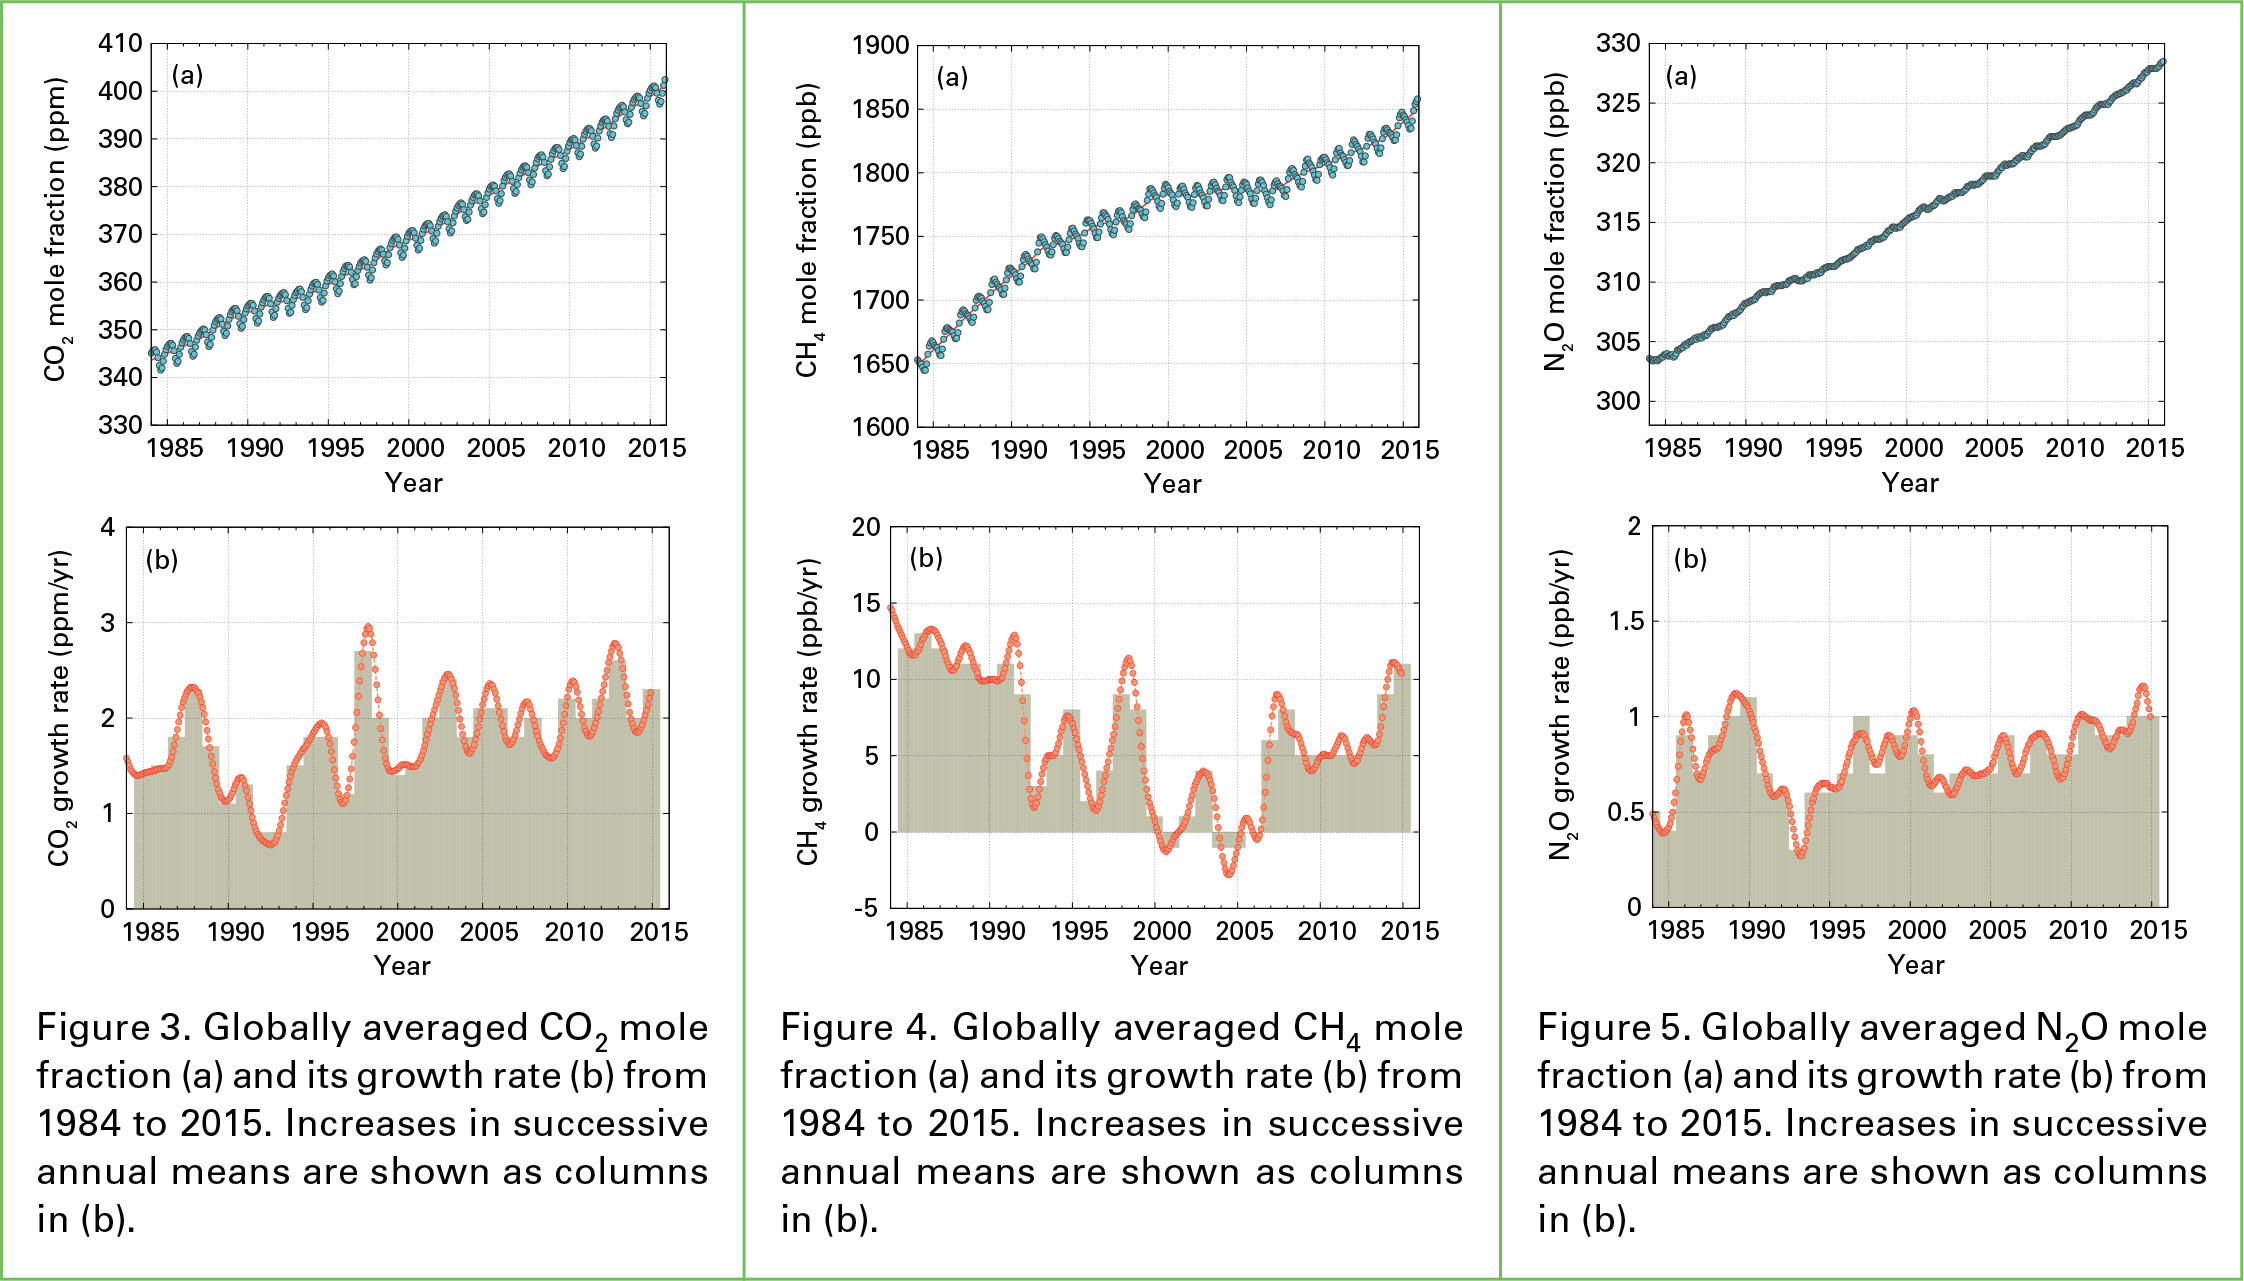 410
400
390
380
370
360
350
340
330
CO2 mole fraction (ppm)
(a)
1985 1990 1995 2000 2005 2010 2015
Year
4
3
2
1
0
CO2 growth rate (ppm/yr)
(b)
1985 1990 1995 2000 2005 2010 2015
Year
Figure 3. Globally averaged CO2 mole
fraction (a) and its growth rate (b) from
1984 to 2015. Increases in successive
annual means are shown as columns
in (b).
1900
1850
1800
1750
1700
1650
1600
CH4 mole fraction (ppb)
(a)
1985 1990 1995 2000 2005 2010 2015
Year
20
15
10
5
0
-5
CH4 growth rate (ppb/yr)
(b)
1985 1990 1995 2000 2005 2010 2015
Year
Figure 4. Globally averaged CH4 mole
fraction (a) and its growth rate (b) from
1984 to 2015. Increases in successive
annual means are shown as columns
in (b).
330
325
320
315
310
305
300
N2O mole fraction (ppb)
(a)
1985 1990 1995 2000 2005 2010 2015
Year
2
1.5
1
0.5
0
N2O growth rate (ppb/yr)
(b)
1985 1990 1995 2000 2005 2010 2015
Year
Figure 5. Globally averaged N2O mole
fraction (a) and its growth rate (b) from
1984 to 2015. Increases in successive
annual means are shown as columns
in (b).